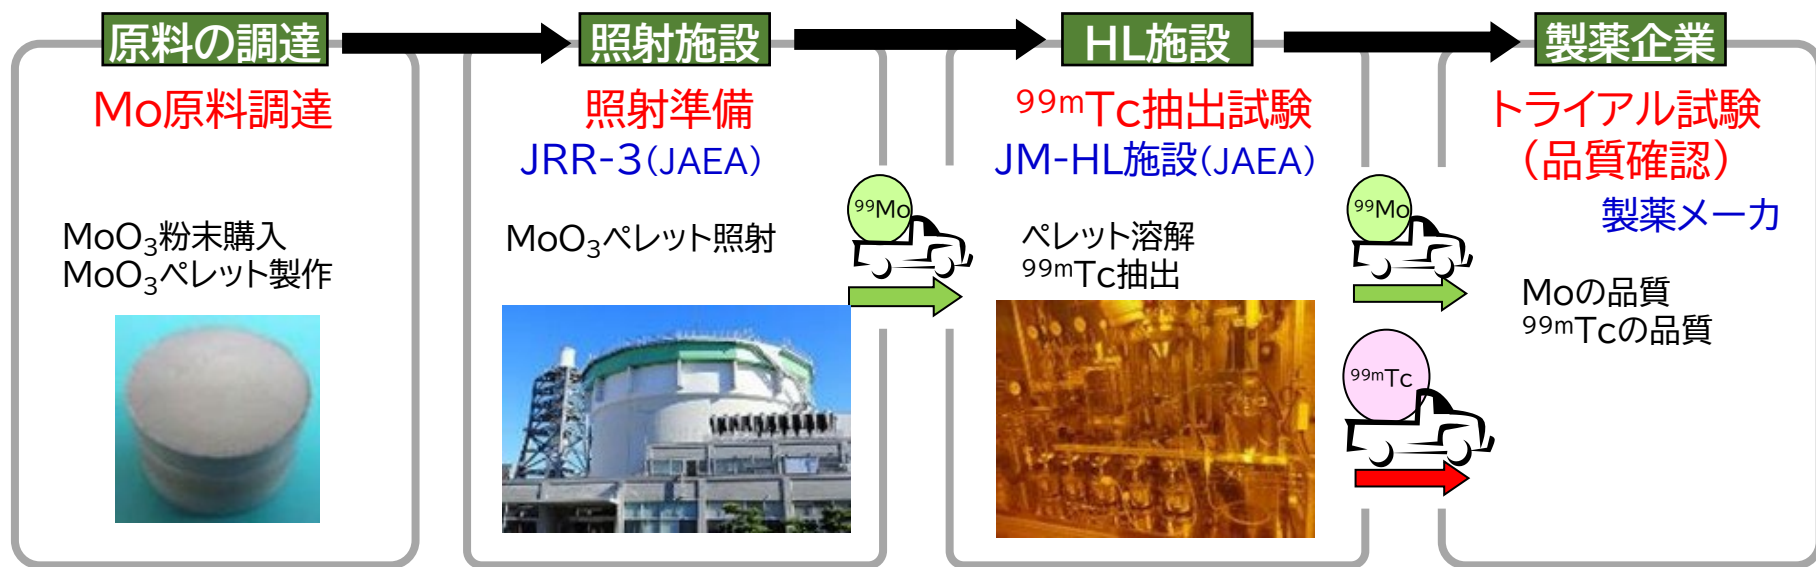 原料の調達
照射施設
HL施設
製薬企業
Mo原料調達
MoO₃粉末購入
MoO₃ペレット製作
照射準備
JRR-3(JAEA)
MoO₃ペレット照射
⁹⁹Mo
⁹⁹ᵐTc抽出試験
JM-HL施設(JAEA)
ペレット溶解
⁹⁹ᵐTc抽出
⁹⁹Mo
⁹⁹ᵐTc
トライアル試験
(品質確認)
製薬メーカ
Moの品質
⁹⁹ᵐTcの品質